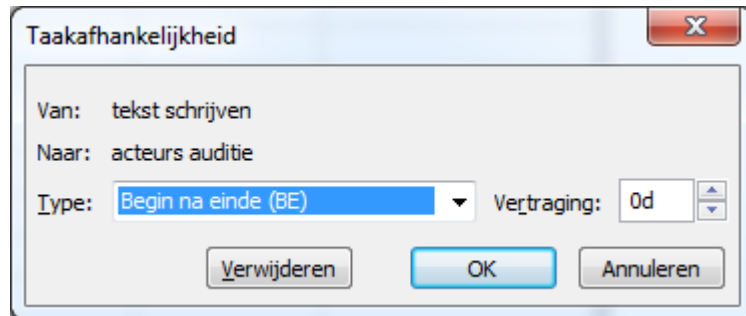 Taakafhankelijkheid
Van: tekst schrijven
Naar: acteurs auditie
Type: Begin na einde (BE) Vertraging: 0d
Verwijderen OK Annuleren